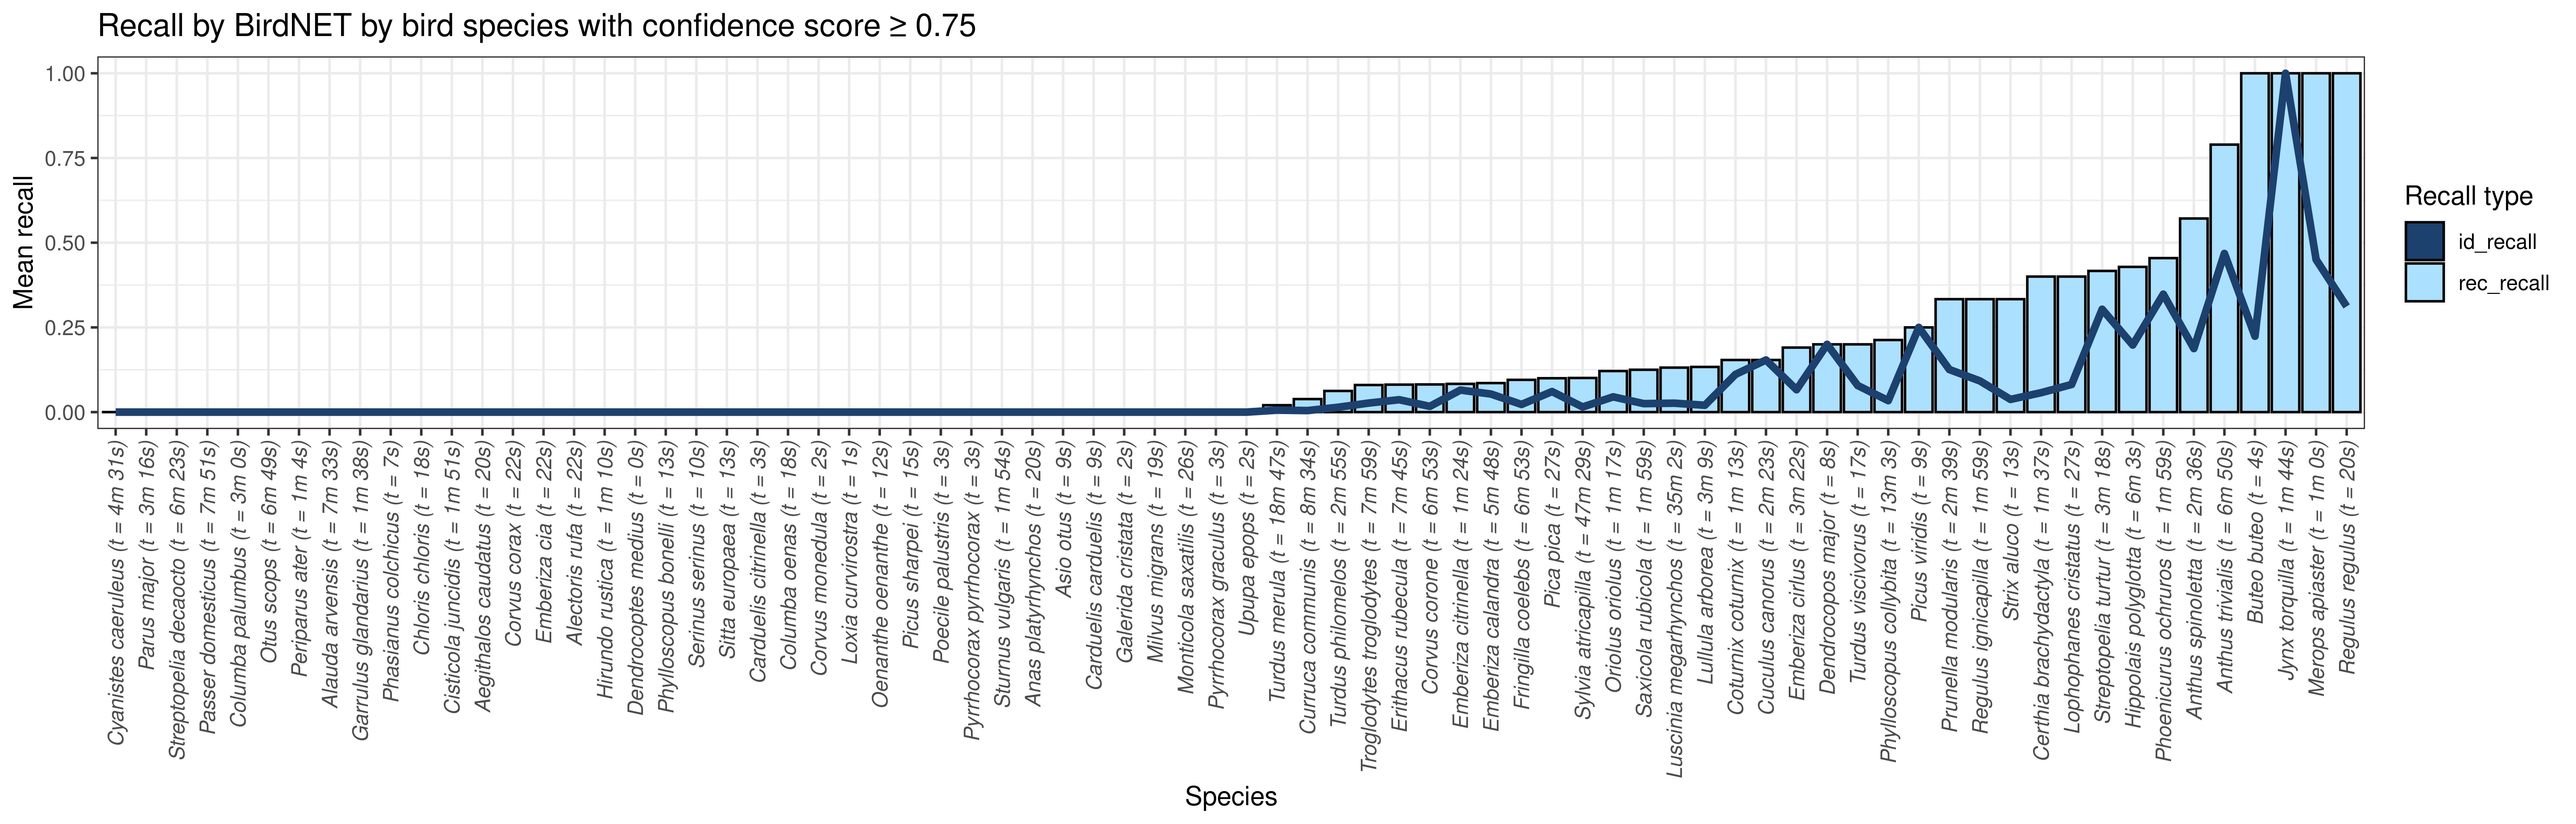 Recall by BirdNET by bird species with confidence score ≥ 0.75
Mean recall
1.00
0.75
0.50
0.25
0.00
Cyanistes caeruleus (t = 4m 31s)
Parus major (t = 3m 16s)
Streptopelia decaocto (t = 6m 23s)
Passer domesticus (t = 7m 51s)
Columba palumbus (t = 3m 0s)
Otus scops (t = 6m 49s)
Periparus ater (t = 1m 4s)
Alauda arvensis (t = 7m 33s)
Garrulus glandarius (t = 1m 38s)
Phasianus colchicus (t = 7s)
Chloris chloris (t = 18s)
Cisticola juncidis (t = 1m 51s)
Aegithalos caudatus (t = 20s)
Corvus corax (t = 22s)
Emberiza cia (t = 22s)
Alectoris rufa (t = 22s)
Hirundo rustica (t = 1m 10s)
Dendrocoptes medius (t = 0s)
Phylloscopus bonelli (t = 13s)
Serinus serinus (t = 10s)
Sitta europaea (t = 13s)
Carduelis citrinella (t = 3s)
Columba oenas (t = 18s)
Corvus monedula (t = 2s)
Loxia curvirostra (t = 1s)
Oenanthe oenanthe (t = 12s)
Picus sharpei (t = 15s)
Poecile palustris (t = 3s)
Pyrrhocorax pyrrhocorax (t = 3s)
Sturnus vulgaris (t = 1m 54s)
Anas platyrhynchos (t = 20s)
Asio otus (t = 9s)
Carduelis carduelis (t = 9s)
Galerida cristata (t = 2s)
Milvus migrans (t = 19s)
Monticola saxatilis (t = 26s)
Pyrrhocorax graculus (t = 3s)
Upupa epops (t = 2s)
Turdus merula (t = 18m 47s)
Curruca communis (t = 8m 34s)
Turdus philomelos (t = 2m 55s)
Troglodytes troglodytes (t = 7m 59s)
Erithacus rubecula (t = 7m 45s)
Corvus corone (t = 6m 53s)
Emberiza citrinella (t = 1m 24s)
Emberiza calandra (t = 5m 48s)
Fringilla coelebs (t = 6m 53s)
Pica pica (t = 27s)
Sylvia atricapilla (t = 47m 29s)
Oriolus oriolus (t = 1m 17s)
Saxicola rubicola (t = 1m 59s)
Luscinia megarhynchos (t = 35m 2s)
Lullula arborea (t = 3m 9s)
Coturnix coturnix (t = 1m 13s)
Cuculus canorus (t = 2m 23s)
Emberiza cirlus (t = 3m 22s)
Dendrocopos major (t = 8s)
Turdus viscivorus (t = 17s)
Phylloscopus collybita (t = 13m 3s)
Picus viridis (t = 9s)
Prunella modularis (t = 2m 39s)
Regulus ignicapilla (t = 1m 59s)
Strix aluco (t = 13s)
Certhia brachydactyla (t = 1m 37s)
Lophophanes cristatus (t = 27s)
Streptopelia turtur (t = 3m 18s)
Hippolais polyglotta (t = 6m 3s)
Phoenicurus ochruros (t = 1m 59s)
Anthus spinoletta (t = 2m 36s)
Anthus trivialis (t = 6m 50s)
Buteo buteo (t = 4s)
Jynx torquilla (t = 1m 44s)
Merops apiaster (t = 1m 0s)
Regulus regulus (t = 20s)
Species
Recall type
id_recall
rec_recall